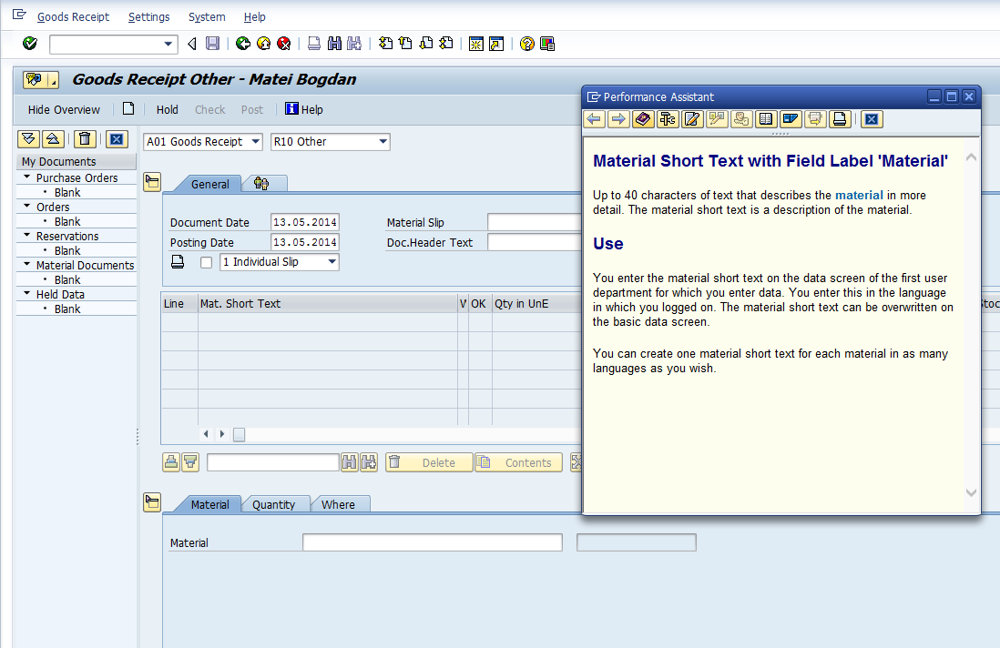 Goods Receipt Settings System Help
Goods Receipt Other - Matei Bogdan
Hide Overview Hold Check Post Help
A01 Goods Receipt R10 Other
My Documents
Purchase Orders
Blank
Orders
Blank
Reservations
Blank
Material Documents
Blank
Held Data
Blank
General
Document Date 13.05.2014 Material Slip
Posting Date 13.05.2014 Doc.Header Text
1 Individual Slip
Line Mat. Short Text OK Qty in UnE
Delete Contents
Material Quantity Where
Material
Performance Assistant
Material Short Text with Field Label 'Material'
Up to 40 characters of text that describes the material in more
detail. The material short text is a description of the material.
Use
You enter the material short text on the data screen of the first user
department for which you enter data. You enter this in the language
in which you logged on. The material short text can be overwritten on
the basic data screen.
You can create one material short text for each material in as many
languages as you wish.